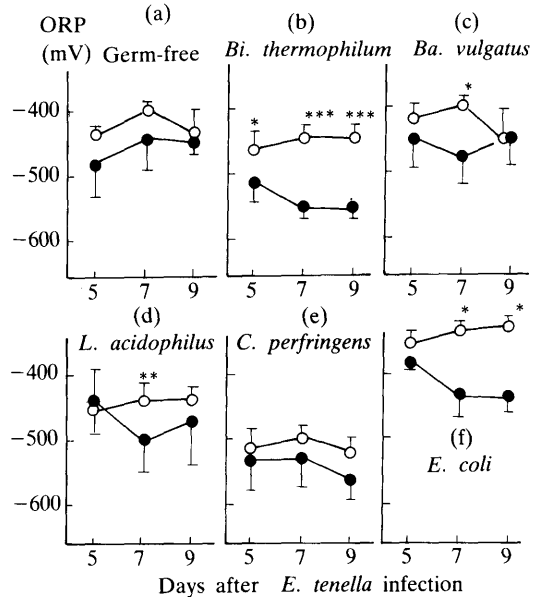 ORP
(mV)
(a)
Germ-free
(b)
Bi. thermophilum
(c)
Ba. vulgatus
−400
−500
−600
*
***
***
*
5 7 9
5 7 9
5 7 9
(d)
L. acidophilus
(e)
C. perfringens
−400
−500
−600
**
*
*
(f)
E. coli
5 7 9
5 7 9
5 7 9
Days after E. tenella infection